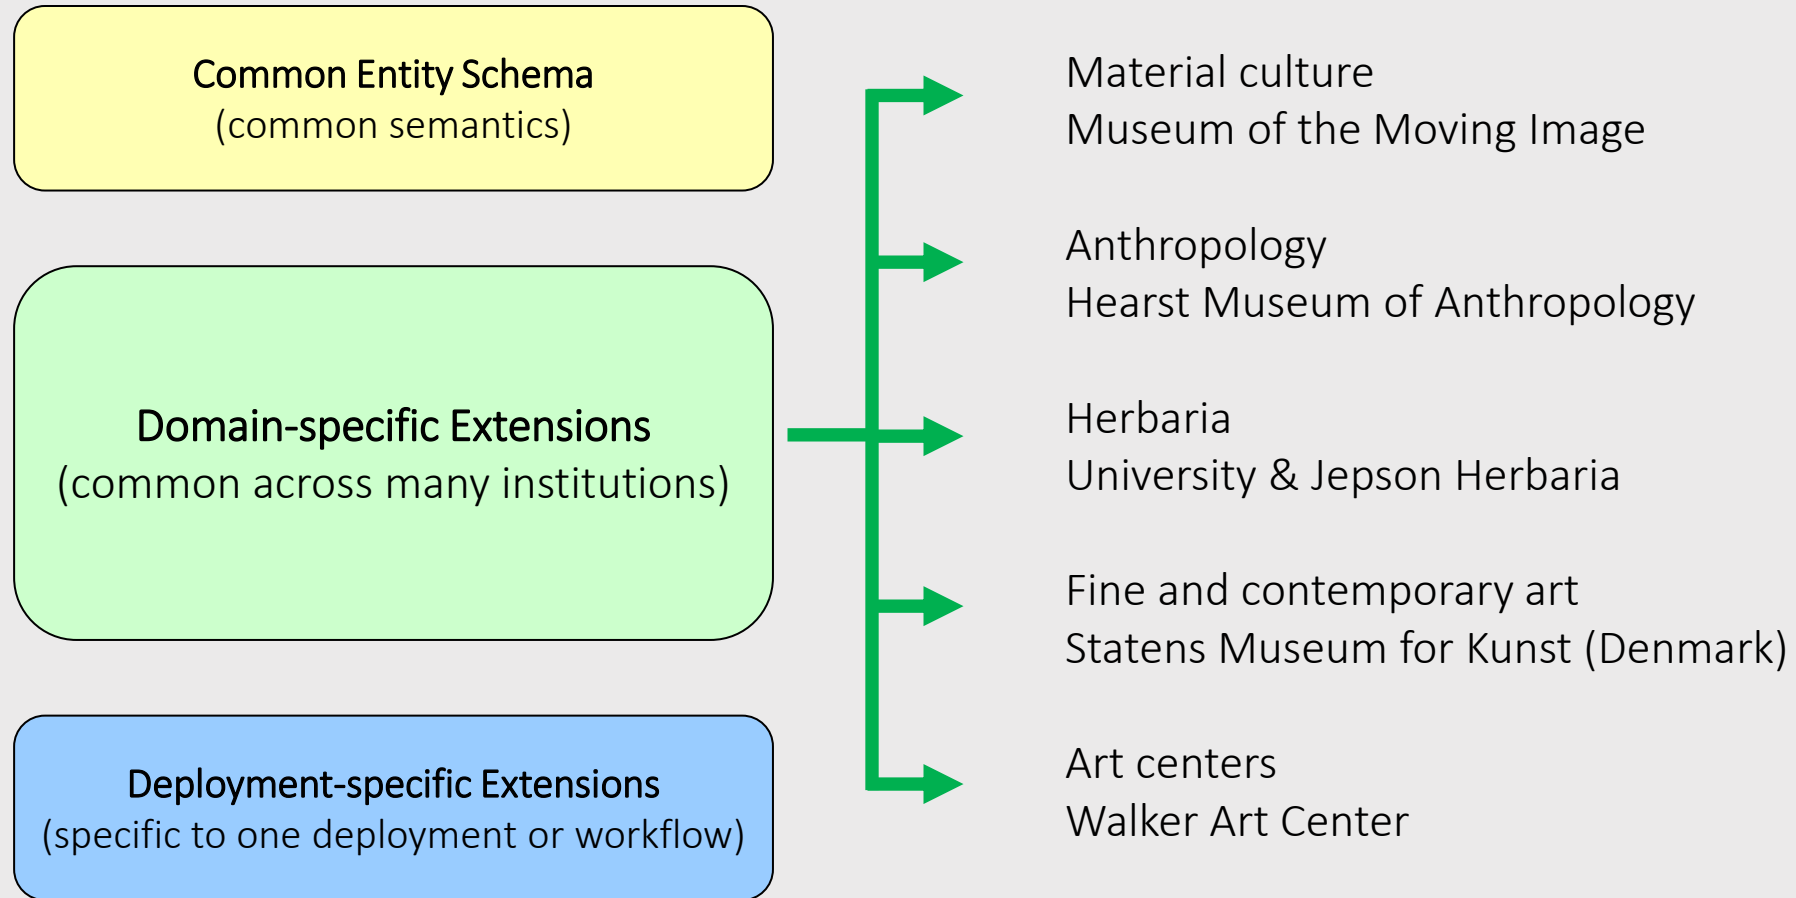 Common Entity Schema
(common semantics)
Domain-specific Extensions
(common across many institutions)
Deployment-specific Extensions
(specific to one deployment or workflow)
Material culture
Museum of the Moving Image
Anthropology
Hearst Museum of Anthropology
Herbaria
University & Jepson Herbaria
Fine and contemporary art
Statens Museum for Kunst (Denmark)
Art centers
Walker Art Center